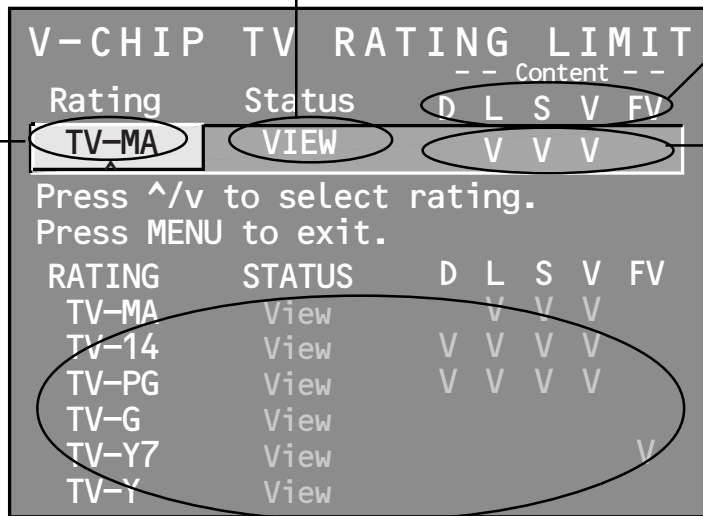 V-CHIP TV RATING LIMIT
-- Content --
Rating Status D L S V FV
TV-MA VIEW V V V
Press ^/v to select rating.
Press MENU to exit.
RATING STATUS D L S V FV
TV-MA View V V V
TV-14 View V V V V
TV-PG View V V V V
TV-G View
TV-Y7 View V
TV-Y View